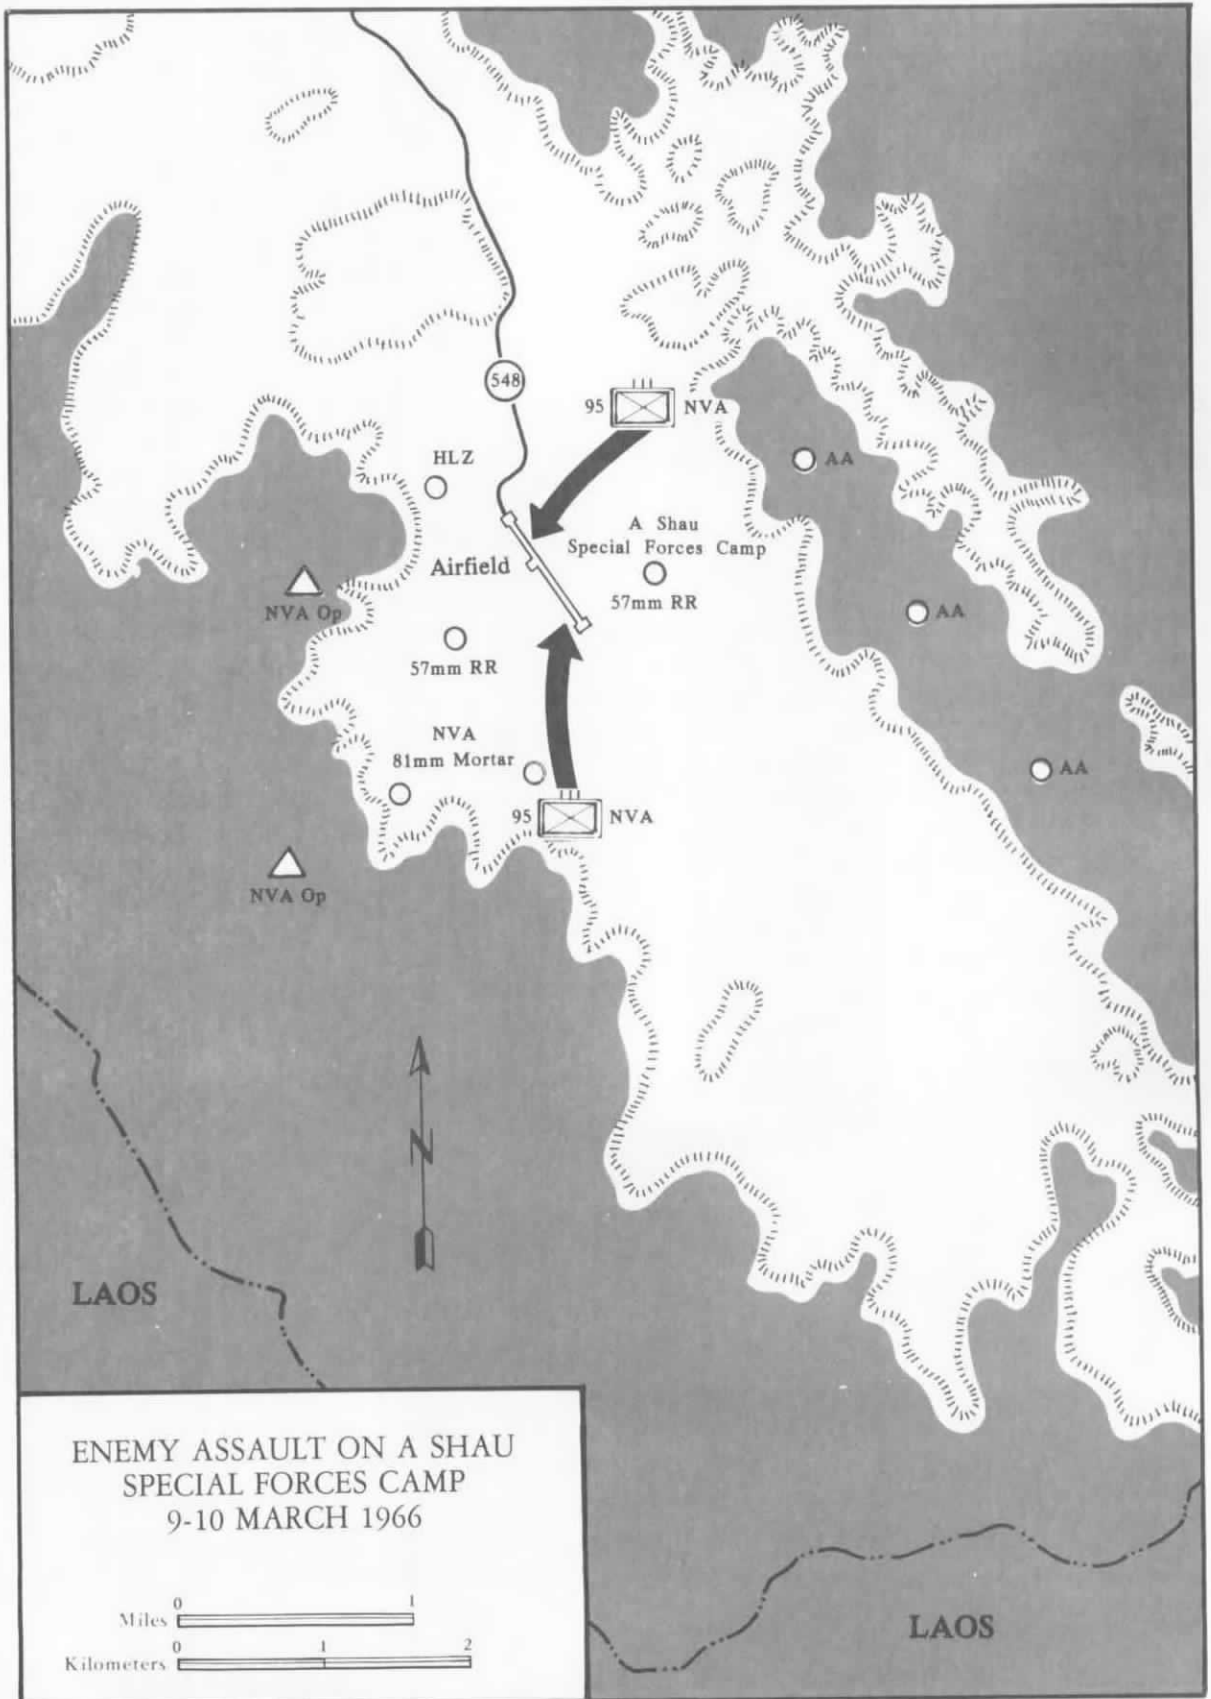 548
95 NVA
HLZ
AA
A Shau
Special Forces Camp
Airfield
57mm RR
NVA Op
AA
57mm RR
NVA
81mm Mortar
AA
95 NVA
NVA Op
N
LAOS
ENEMY ASSAULT ON A SHAU
SPECIAL FORCES CAMP
9-10 MARCH 1966
0 1
Miles
0 1 2
Kilometers
LAOS